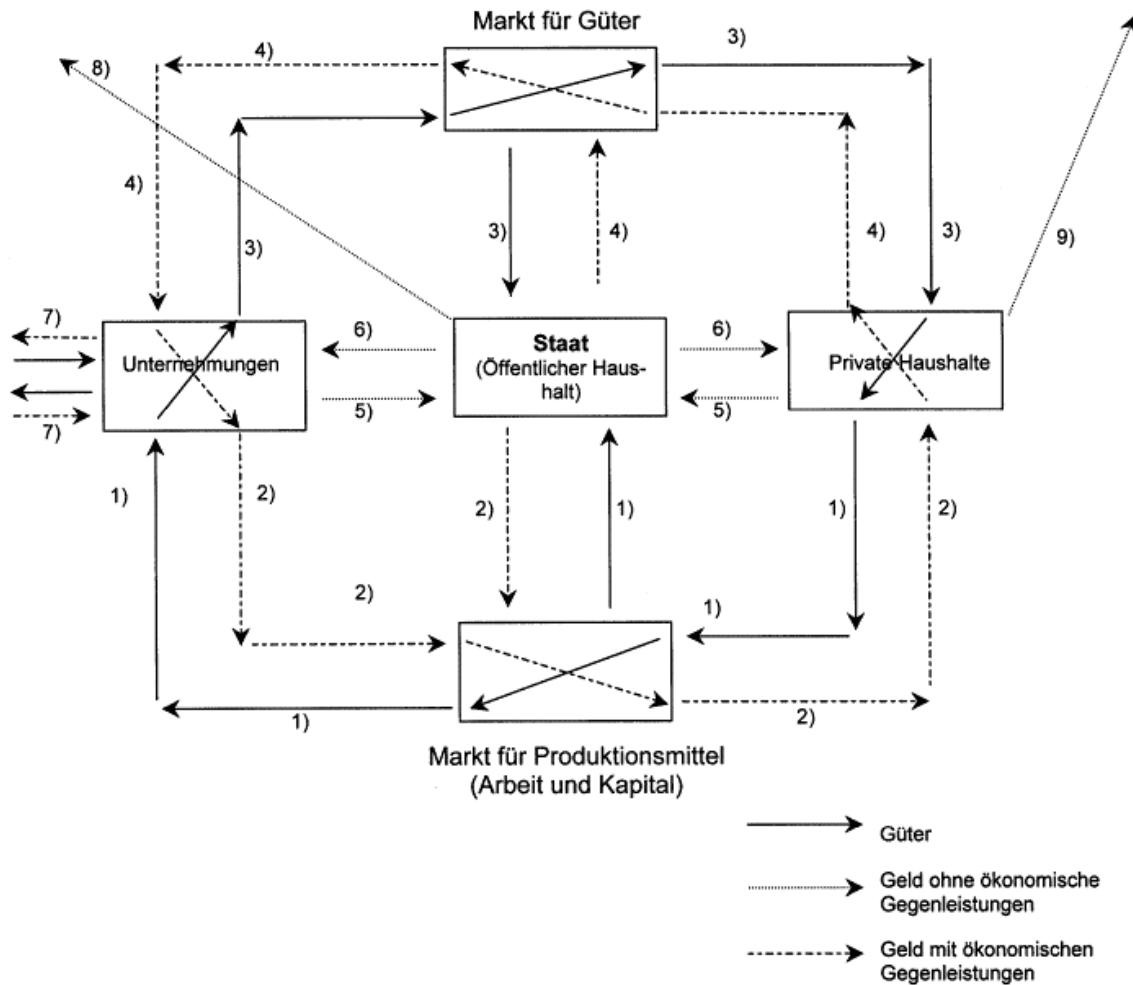 Markt für Güter
8)
4)
3)
4)
3)
3)
4)
4)
3)
9)
7)
Unternehmungen
7)
6)
5)
Staat
(Öffentlicher Haus-
halt)
6)
5)
Private Haushalte
1)
2)
2)
1)
1)
2)
2)
1)
1)
2)
Markt für Produktionsmittel
(Arbeit und Kapital)
Güter
Geld ohne ökonomische
Gegenleistungen
Geld mit ökonomischen
Gegenleistungen